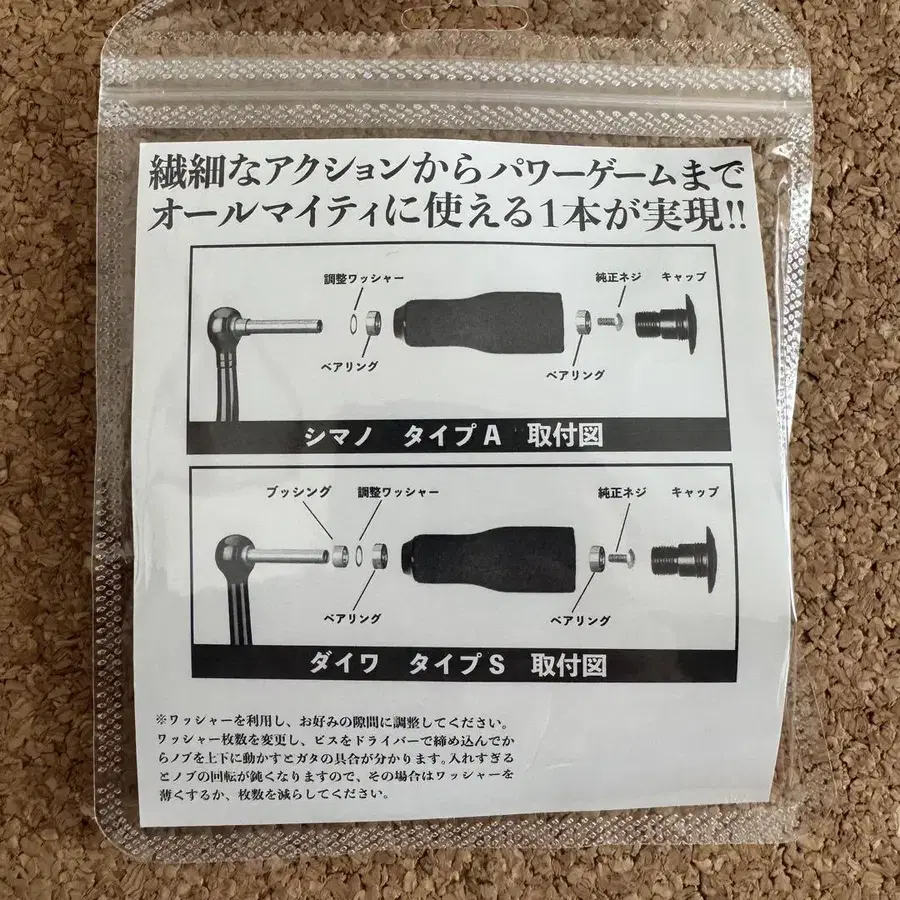 繊細なアクションからパワーゲームまで
オールマイティに使える1本が実現!!
調整ワッシャー
純正ネジ
キャップ
ベアリング
ベアリング
シマノ タイプA 取付図
ブッシング
調整ワッシャー
純正ネジ
キャップ
ベアリング
ベアリング
ダイワ タイプS 取付図
※ワッシャーを利用し、お好みの隙間に調整してください。
ワッシャー枚数を変更し、ビスをドライバーで締め込んでか
らノブを上下に動かすとガタの具合が分かります。入れすぎる
とノブの回転が鈍くなりますので、その場合はワッシャーを
薄くするか、枚数を減らしてください。